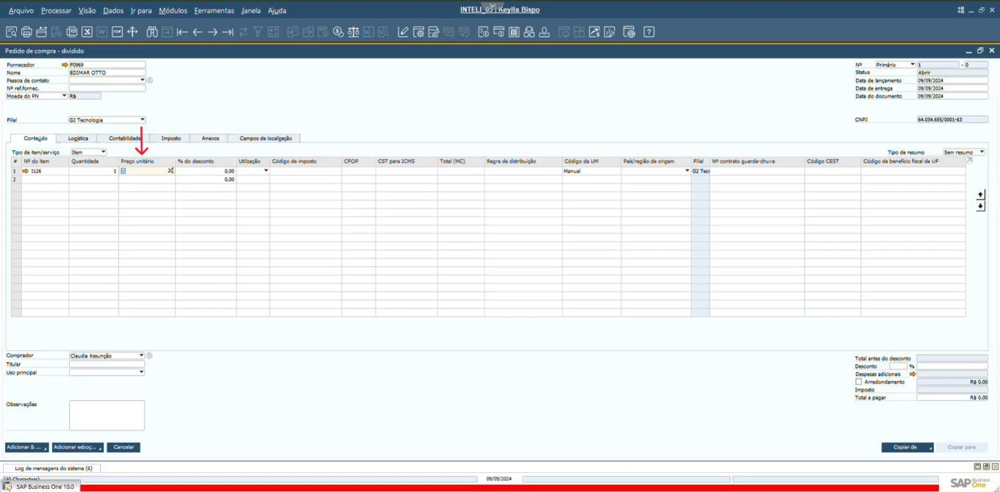 Arquivo Processar Visão Dados Ir para Módulos Ferramentas Janela Ajuda
INTELI_05 | Keylla Bispo
Pedido de compra - dividido
Fornecedor F0969
Nome EDIMAR OTTO
Pessoa de contato
Nº ref.fornec.
Moeda do PN R$
Filial G2 Tecnologia
Nº Primário 1 - 0
Status Abrir
Data de lançamento 09/09/2024
Data de entrega 09/09/2024
Data do documento 09/09/2024
CNPJ 64.034.655/0001-63
Conteúdo Logística Contabilidade Imposto Anexos Campos de localização
Tipo de item/serviço Item Tipo de resumo Sem resumo
# Nº do item Quantidade Preço unitário % do desconto Utilização Código de imposto CFOP CST para ICMS Total (MC) Regra de distribuição Código da UM País/região de origem Filial Nº contrato guarda-chuva Código CEST Código de benefício fiscal de UF
1 I126 1 0,00 Manual G2 Tec
2 0,00
Comprador Claudia Assunção
Titular
Uso principal
Observações
Total antes do desconto
Desconto %
Despesas adicionais
Arredondamento R$ 0,00
Imposto
Total a pagar R$ 0,00
Adicionar & ... Adicionar esboç... Cancelar Copiar de Copiar para
Log de mensagens do sistema (6)
09/09/2024
SAP Business One 10.0
SAP Business One